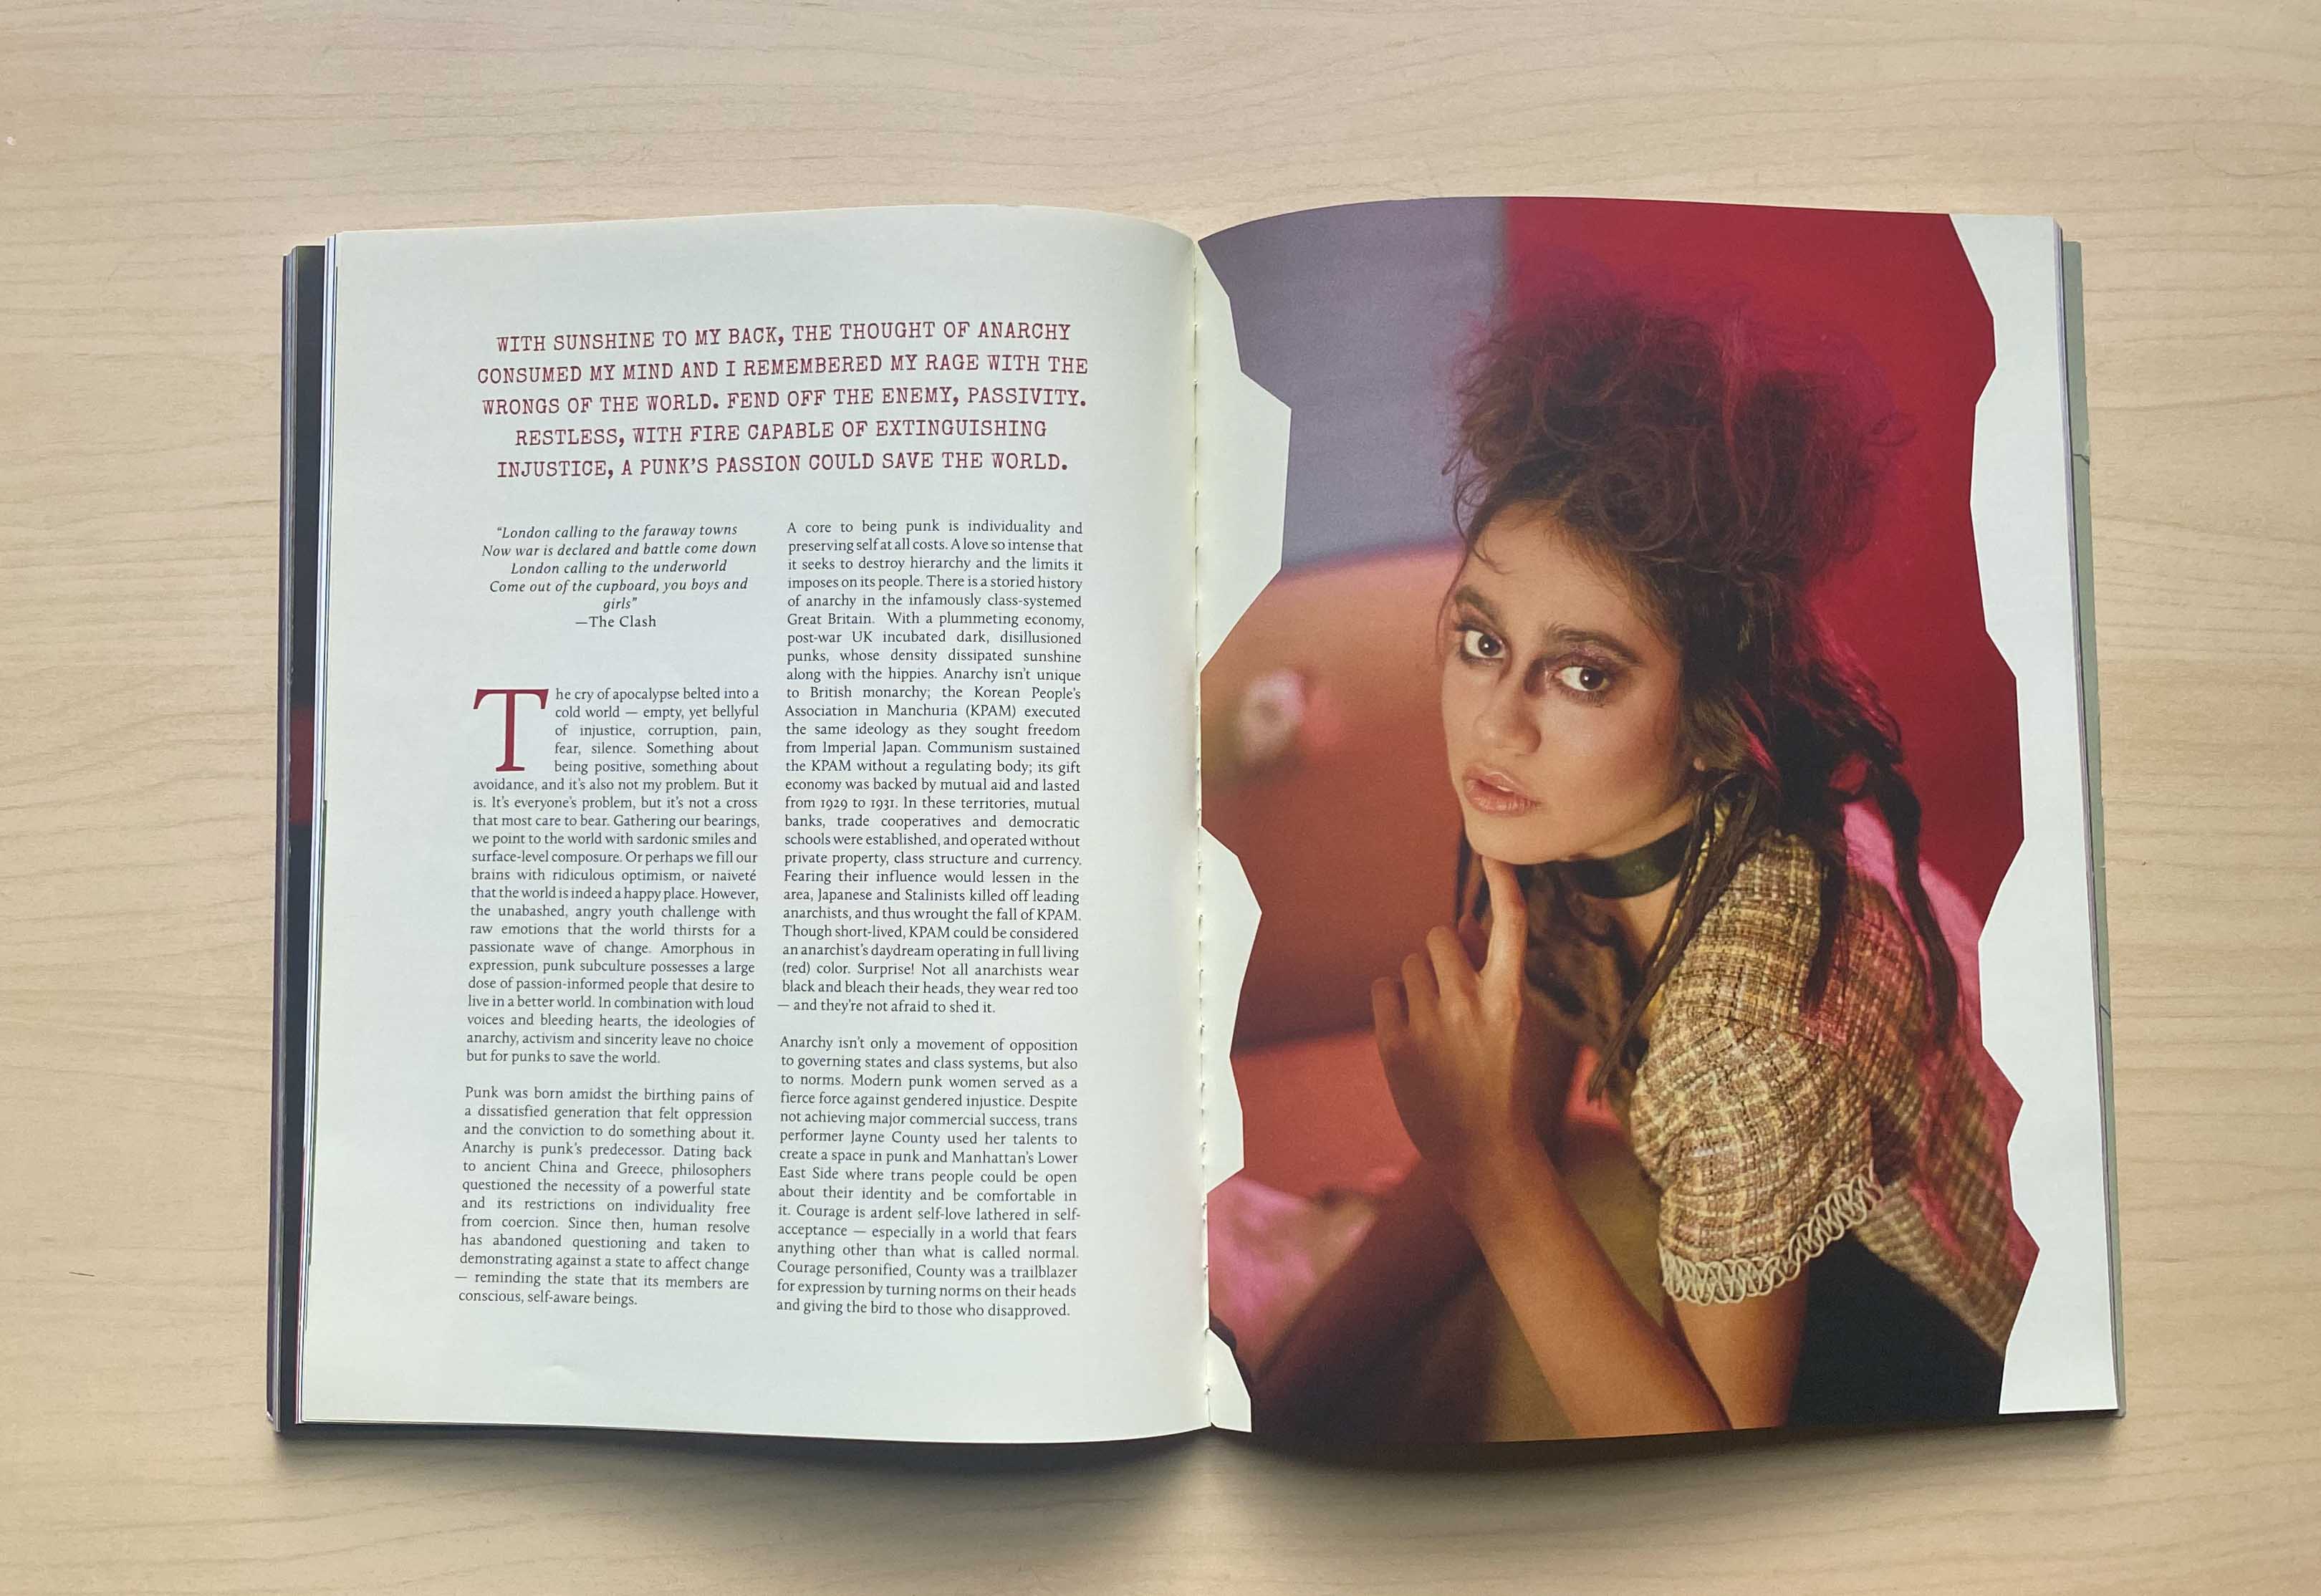 WITH SUNSHINE TO MY BACK, THE THOUGHT OF ANARCHY
CONSUMED MY MIND AND I REMEMBERED MY RAGE WITH THE
WRONGS OF THE WORLD. FEND OFF THE ENEMY, PASSIVITY.
RESTLESS, WITH FIRE CAPABLE OF EXTINGUISHING
INJUSTICE, A PUNK'S PASSION COULD SAVE THE WORLD.
“London calling to the faraway towns
Now war is declared and battle come down
London calling to the underworld
Come out of the cupboard, you boys and
girls”
—The Clash
The cry of apocalypse belted into a
cold world — empty, yet bellyful
of injustice, corruption, pain,
fear, silence. Something about
being positive, something about
avoidance, and it's also not my problem. But it
is. It's everyone's problem, but it's not a cross
that most care to bear. Gathering our bearings,
we point to the world with sardonic smiles and
surface-level composure. Or perhaps we fill our
brains with ridiculous optimism, or naiveté
that the world is indeed a happy place. However,
the unabashed, angry youth challenge with
raw emotions that the world thirsts for a
passionate wave of change. Amorphous in
expression, punk subculture possesses a large
dose of passion-informed people that desire to
live in a better world. In combination with loud
voices and bleeding hearts, the ideologies of
anarchy, activism and sincerity leave no choice
but for punks to save the world.
Punk was born amidst the birthing pains of
a dissatisfied generation that felt oppression
and the conviction to do something about it.
Anarchy is punk's predecessor. Dating back
to ancient China and Greece, philosophers
questioned the necessity of a powerful state
and its restrictions on individuality free
from coercion. Since then, human resolve
has abandoned questioning and taken to
demonstrating against a state to affect change
— reminding the state that its members are
conscious, self-aware beings.
A core to being punk is individuality and
preserving self at all costs. A love so intense that
it seeks to destroy hierarchy and the limits it
imposes on its people. There is a storied history
of anarchy in the infamously class-systemed
Great Britain. With a plummeting economy,
post-war UK incubated dark, disillusioned
punks, whose density dissipated sunshine
along with the hippies. Anarchy isn't unique
to British monarchy; the Korean People's
Association in Manchuria (KPAM) executed
the same ideology as they sought freedom
from Imperial Japan. Communism sustained
the KPAM without a regulating body; its gift
economy was backed by mutual aid and lasted
from 1929 to 1931. In these territories, mutual
banks, trade cooperatives and democratic
schools were established, and operated without
private property, class structure and currency.
Fearing their influence would lessen in the
area, Japanese and Stalinists killed off leading
anarchists, and thus wrought the fall of KPAM.
Though short-lived, KPAM could be considered
an anarchist's daydream operating in full living
(red) color. Surprise! Not all anarchists wear
black and bleach their heads, they wear red too
— and they're not afraid to shed it.
Anarchy isn't only a movement of opposition
to governing states and class systems, but also
to norms. Modern punk women served as a
fierce force against gendered injustice. Despite
not achieving major commercial success, trans
performer Jayne County used her talents to
create a space in punk and Manhattan's Lower
East Side where trans people could be open
about their identity and be comfortable in
it. Courage is ardent self-love lathered in self-
acceptance — especially in a world that fears
anything other than what is called normal.
Courage personified, County was a trailblazer
for expression by turning norms on their heads
and giving the bird to those who disapproved.